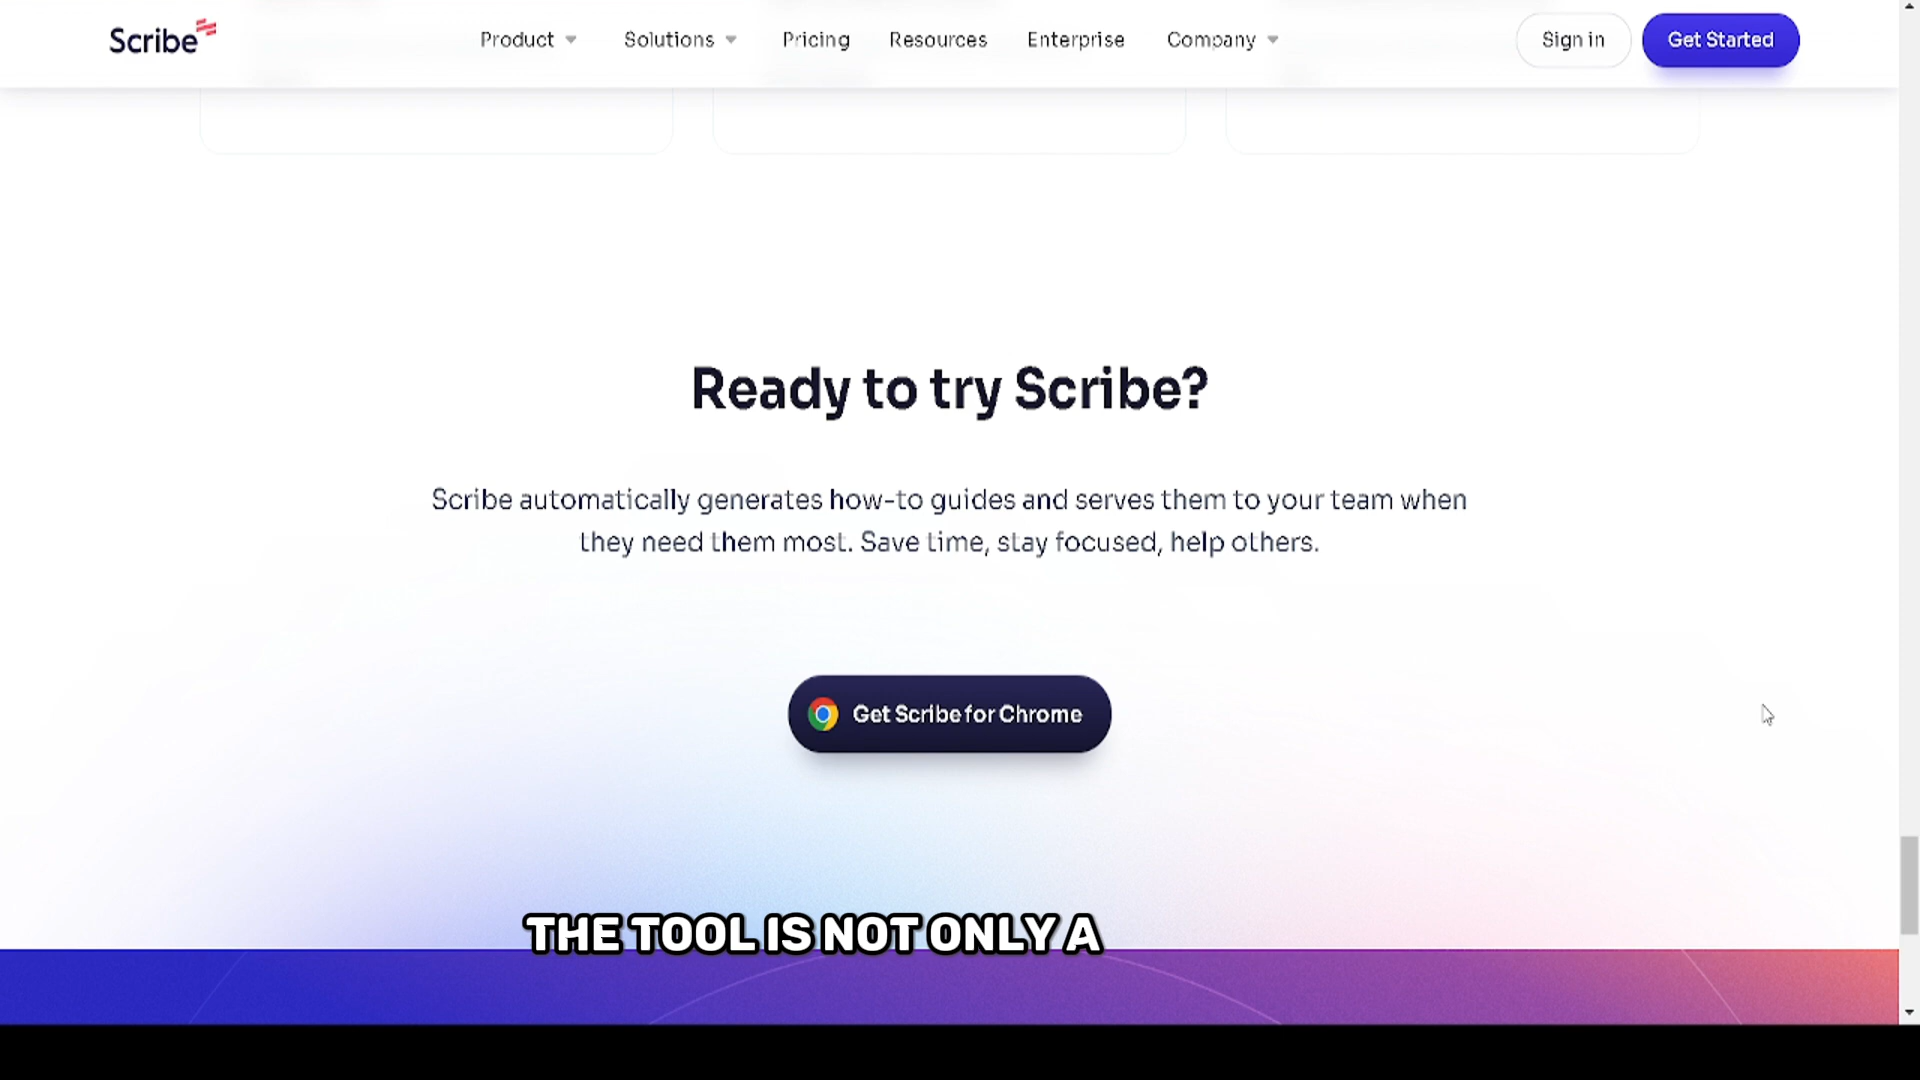 Scribe
Product
Solutions
Pricing
Resources
Enterprise
Company
Sign in
Get Started
Ready to try Scribe?
Scribe automatically generates how-to guides and serves them to your team when
they need them most. Save time, stay focused, help others.
Get Scribe for Chrome
THE TOOL IS NOT ONLY A